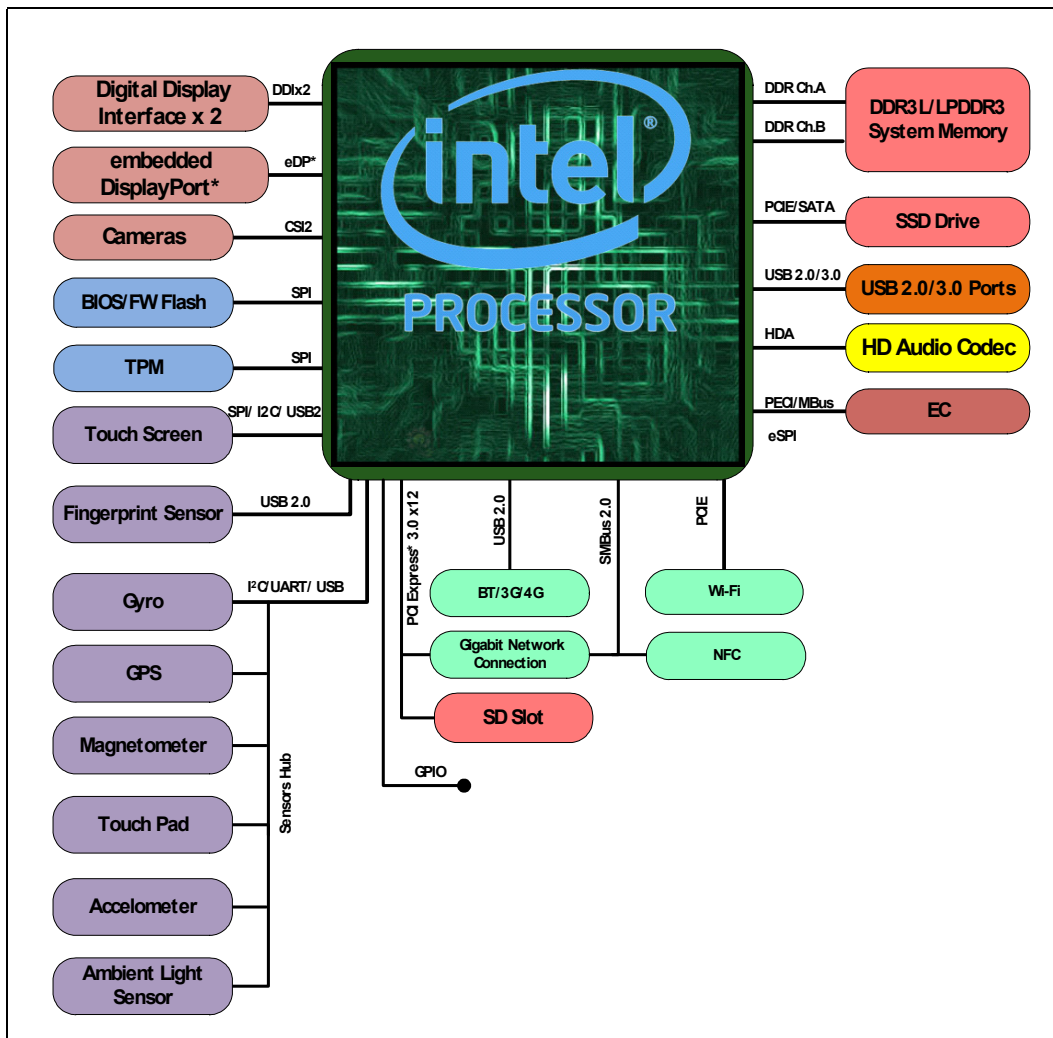 Digital Display
Interface x 2
DDIx2
embedded
DisplayPort*
eDP*
Cameras
CSI2
BIOS/FW Flash
SPI
TPM
SPI
Touch Screen
SPI/ I2C/ USB2
Fingerprint Sensor
USB 2.0
Gyro
I²C/UART/ USB
GPS
Magnetometer
Touch Pad
Accelometer
Ambient Light
Sensor
Sensors Hub
intel®
PROCESSOR
DDR Ch.A
DDR Ch.B
DDR3L/LPDDR3
System Memory
PCIE/SATA
SSD Drive
USB 2.0/3.0
USB 2.0/3.0 Ports
HDA
HD Audio Codec
PECI/MBus
eSPI
EC
PCI Express* 3.0 x12
USB 2.0
SMBus 2.0
PCIE
BT/3G/4G
Wi-Fi
Gigabit Network
Connection
NFC
SD Slot
GPIO